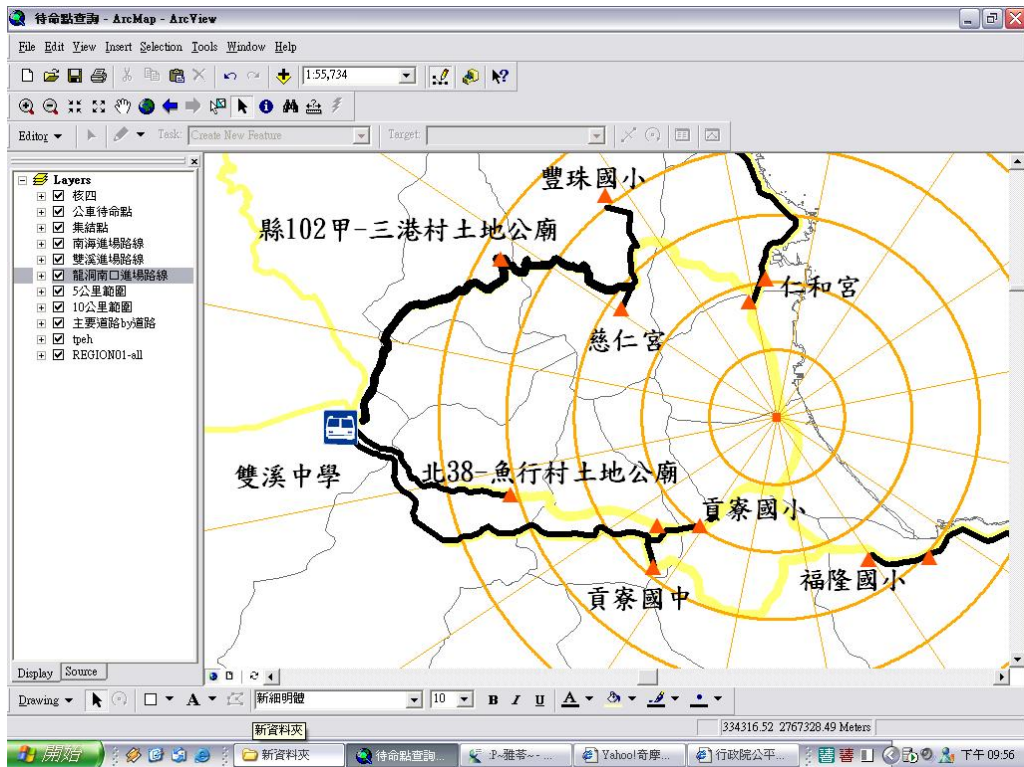 待命點查詢 - ArcMap - ArcView
File Edit View Insert Selection Tools Window Help
1:55,734
Editor Task: Create New Feature Target:
Layers
核四
公車待命點
集結點
南海進場路線
雙溪進場路線
龍洞南口進場路線
5公里範圍
10公里範圍
主要道路by道路
tpeh
REGION01-all
豐珠國小
縣102甲-三港村土地公廟
仁和宮
慈仁宮
雙溪中學
北38-魚行村土地公廟
貢寮國小
福隆國小
貢寮國中
Display Source
Drawing A 新細明體 10 B I U A
334316.52 2767328.49 Meters
新資料夾
開始 新資料夾 待命點查詢... Yahoo!奇摩... 行政院公平... 下午 09:56